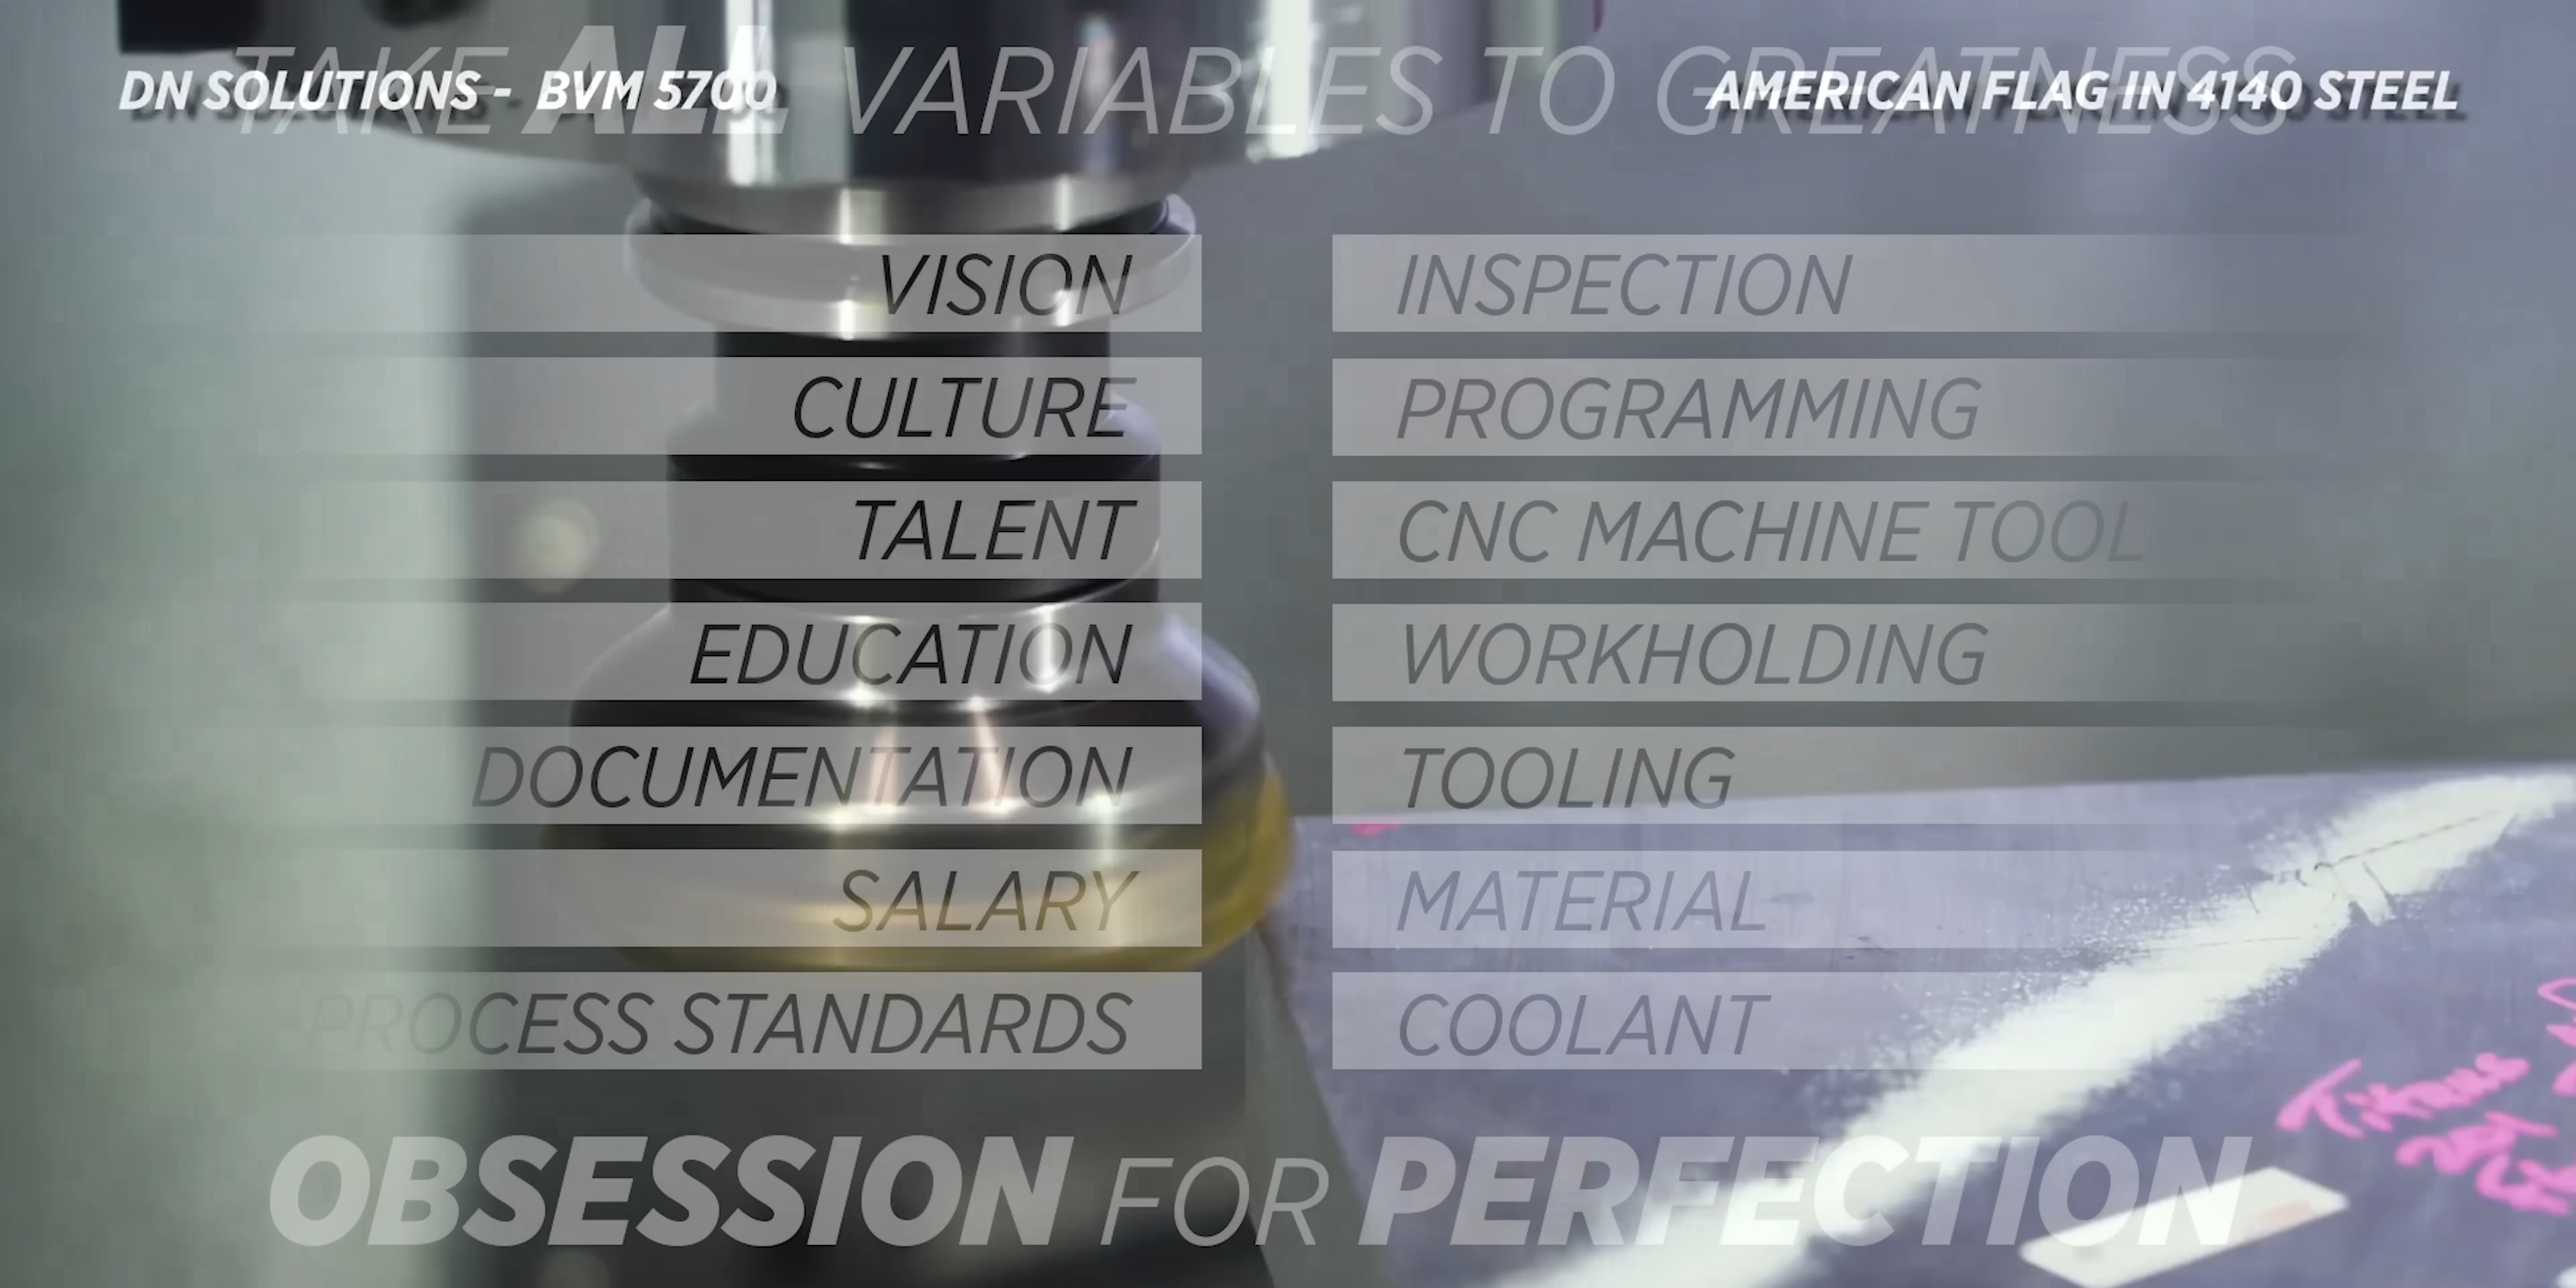 TAKE ALL VARIABLES TO GREATNESS
DN SOLUTIONS - BVM 5700
AMERICAN FLAG IN 4140 STEEL
VISION
CULTURE
TALENT
EDUCATION
DOCUMENTATION
SALARY
PROCESS STANDARDS
INSPECTION
PROGRAMMING
CNC MACHINE TOOL
WORKHOLDING
TOOLING
MATERIAL
COOLANT
Titans
OBSESSION FOR PERFECTION